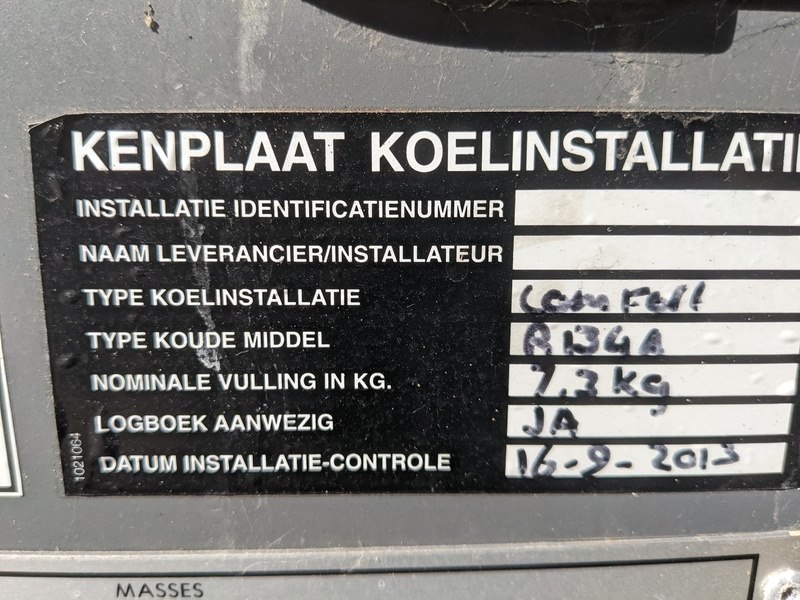 KENPLAAT KOELINSTALLATI
INSTALLATIE IDENTIFICATIENUMMER
NAAM LEVERANCIER/INSTALLATEUR
TYPE KOELINSTALLATIE Comfort
TYPE KOUDE MIDDEL R134A
NOMINALE VULLING IN KG. 7,3 kg
LOGBOEK AANWEZIG JA
DATUM INSTALLATIE-CONTROLE 16-9-2013
1021064
MASSES